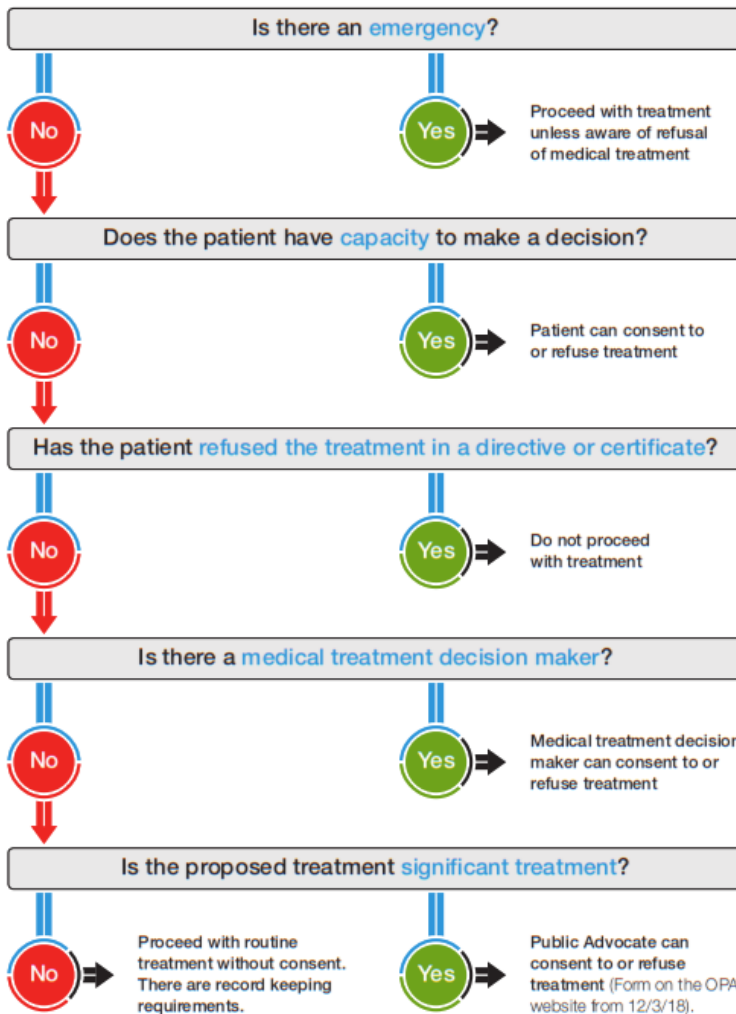 Is there an emergency?
No
Yes
Proceed with treatment
unless aware of refusal
of medical treatment
Does the patient have capacity to make a decision?
No
Yes
Patient can consent to
or refuse treatment
Has the patient refused the treatment in a directive or certificate?
No
Yes
Do not proceed
with treatment
Is there a medical treatment decision maker?
No
Yes
Medical treatment decision
maker can consent to or
refuse treatment
Is the proposed treatment significant treatment?
No
Proceed with routine
treatment without consent.
There are record keeping
requirements.
Yes
Public Advocate can
consent to or refuse
treatment (Form on the OPA
website from 12/3/18).